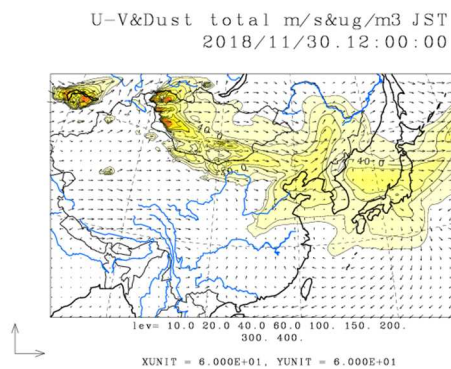 U-V&Dust total m/s&ug/m3 JST
2018/11/30.12:00:00
40.0
40.0
lev= 10.0 20.0 40.0 60.0 100. 150. 200.
300. 400.
XUNIT = 6.000E+01, YUNIT = 6.000E+01